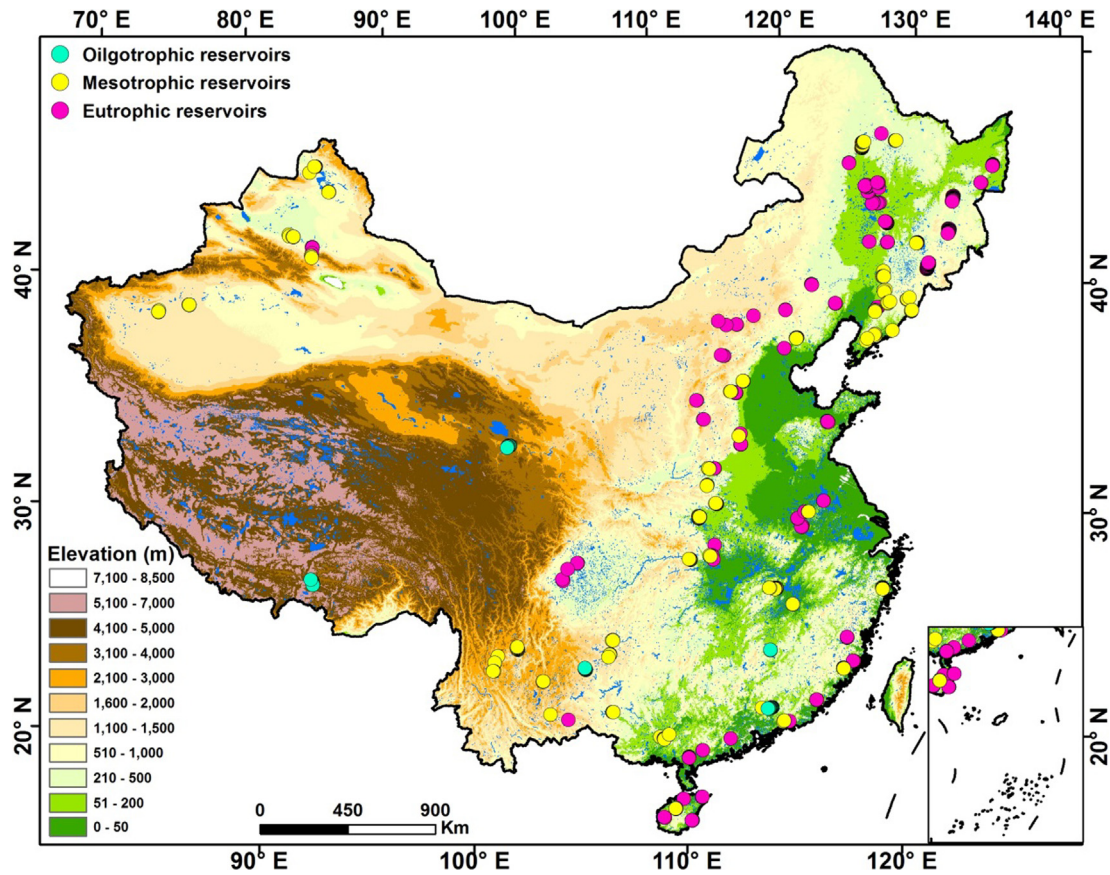 70° E 80° E 90° E 100° E 110° E 120° E 130° E 140° E
Oilgotrophic reservoirs
Mesotrophic reservoirs
Eutrophic reservoirs
40° N
40° N
30° N
30° N
20° N
20° N
Elevation (m)
7,100 - 8,500
5,100 - 7,000
4,100 - 5,000
3,100 - 4,000
2,100 - 3,000
1,600 - 2,000
1,100 - 1,500
510 - 1,000
210 - 500
51 - 200
0 - 50
0 450 900
Km
90° E 100° E 110° E 120° E